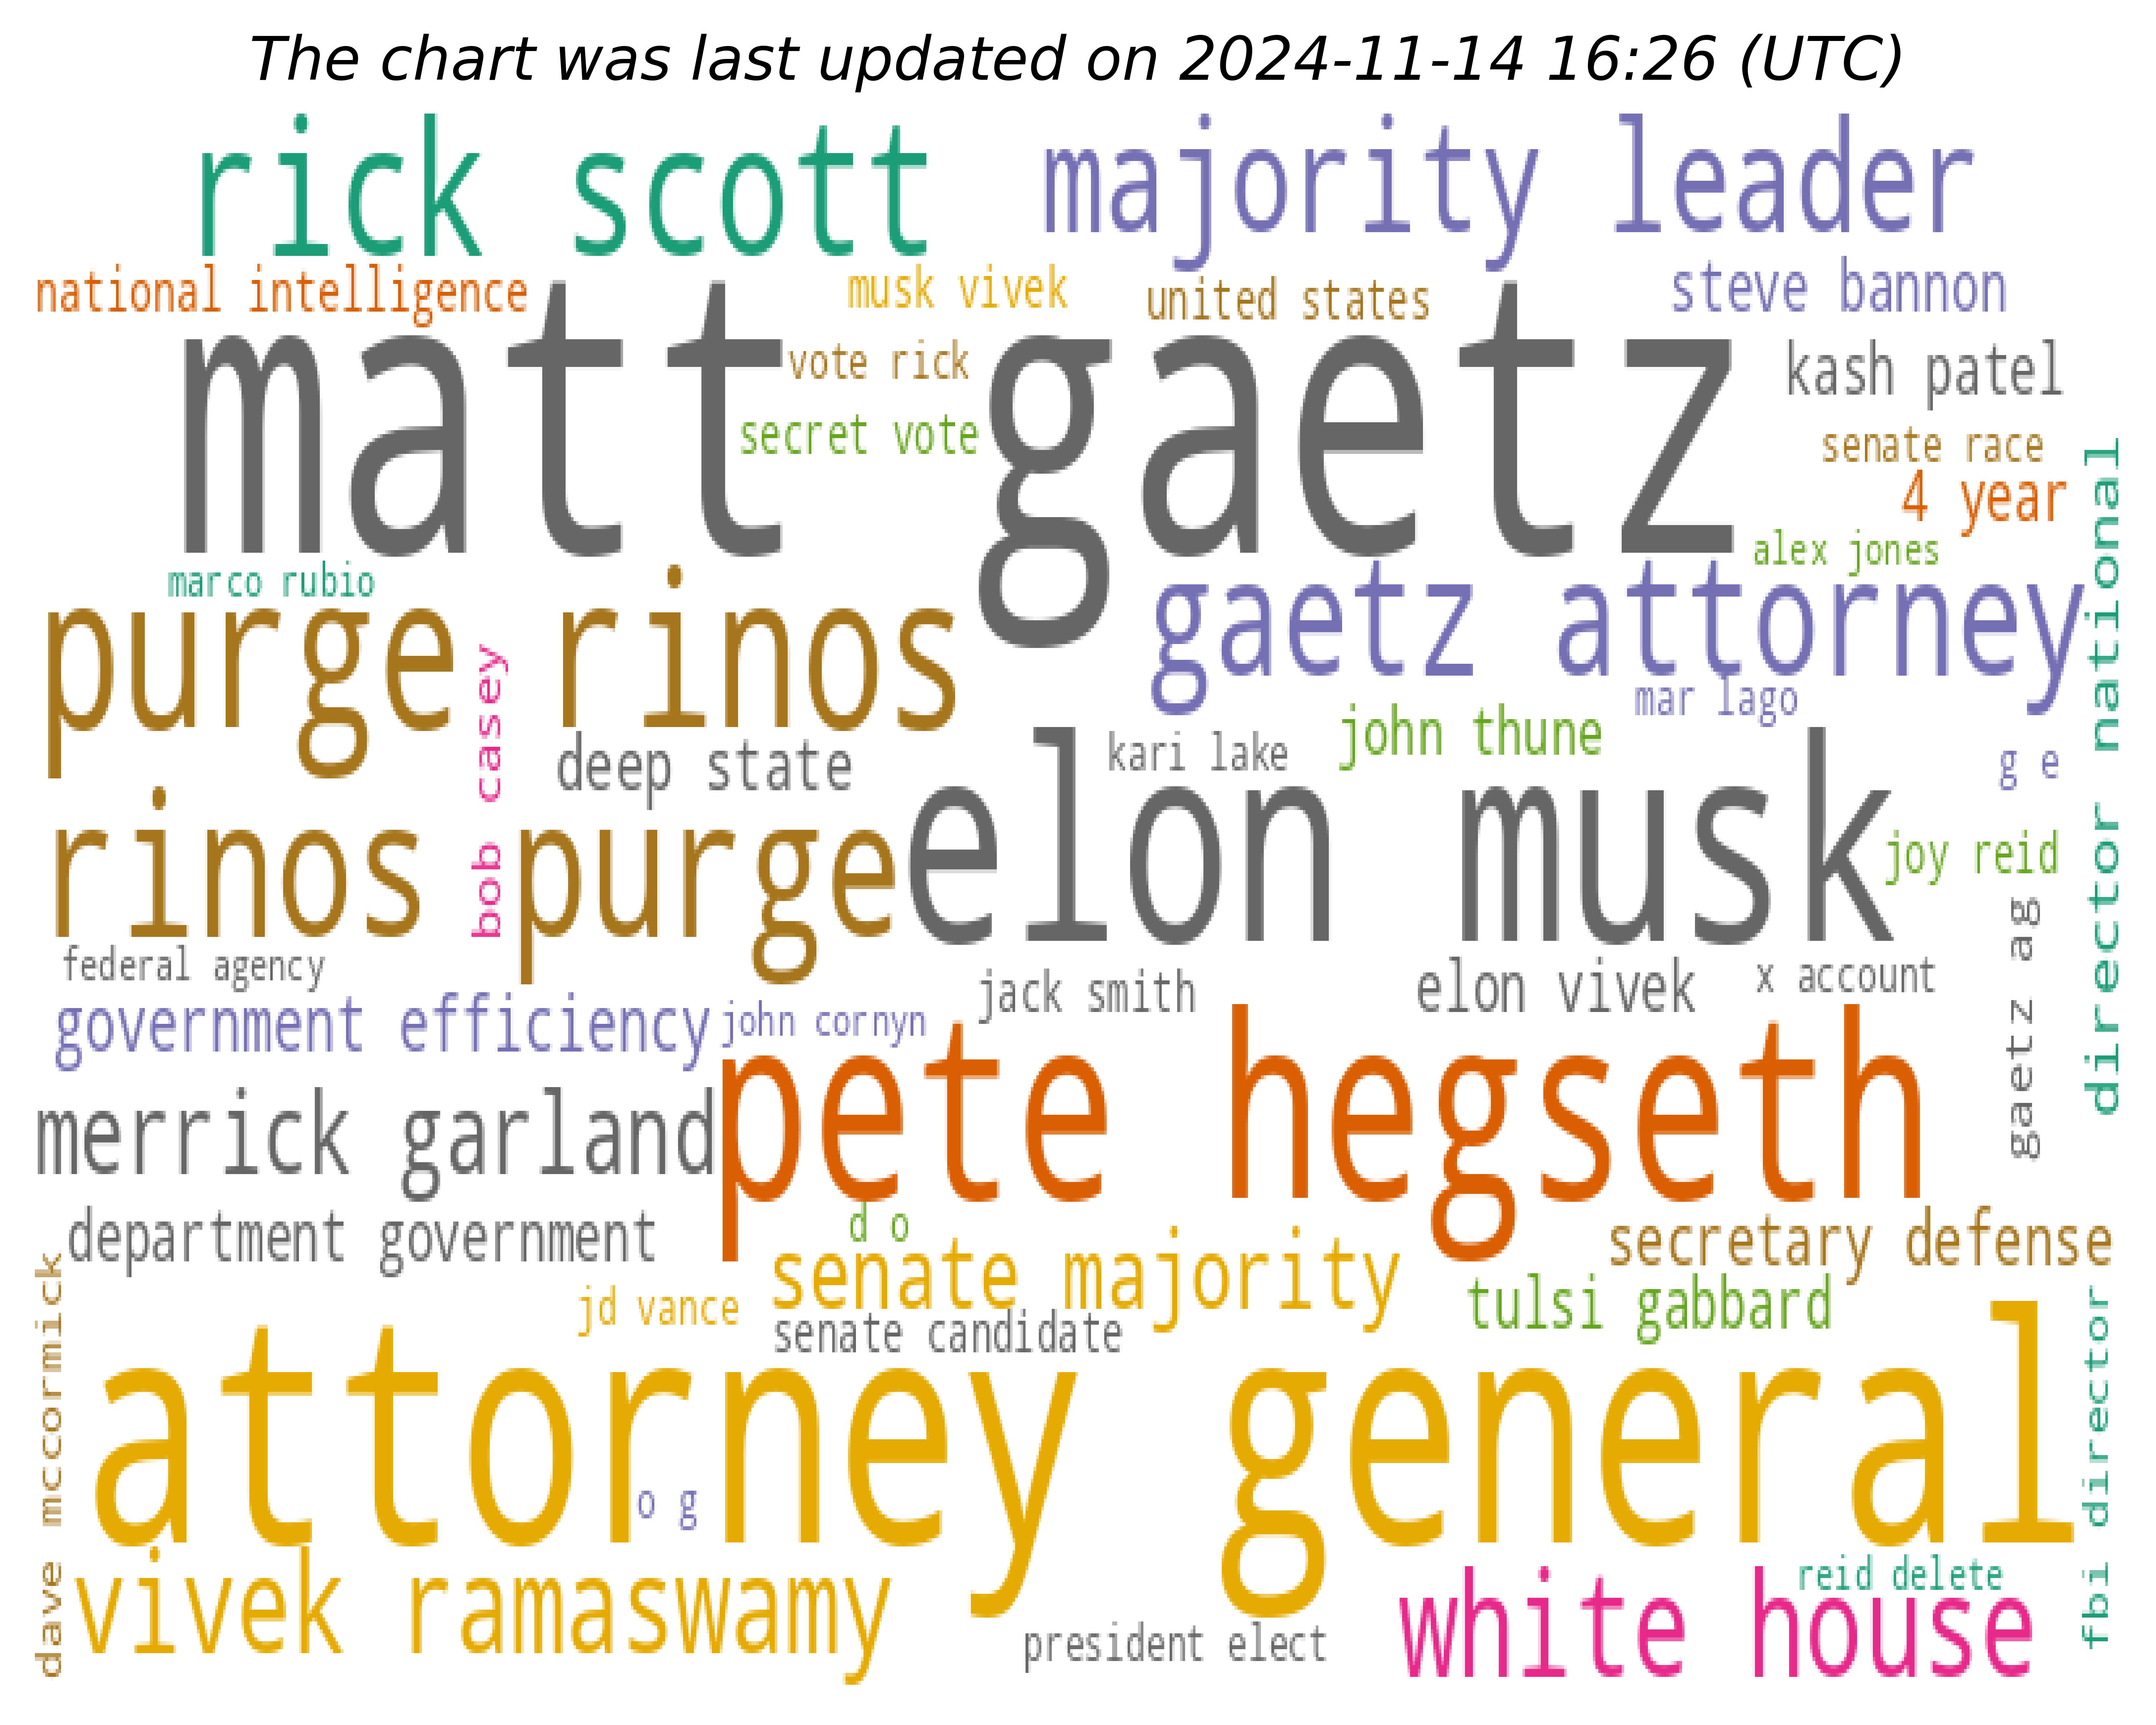 The chart was last updated on 2024-11-14 16:26 (UTC)
rick scott
majority leader
national intelligence
musk vivek
united states
steve bannon
matt gaetz
vote rick
kash patel
secret vote
senate race
4 year
director national
alex jones
marco rubio
purge rinos
gaetz attorney
mar lago
bob casey
deep state
kari lake
john thune
g e
rinos purge
elon musk
joy reid
gaetz ag
federal agency
jack smith
elon vivek
x account
government efficiency
john cornyn
pete hegseth
merrick garland
department government
d o
senate majority
secretary defense
dave mccormick
jd vance
senate candidate
tulsi gabbard
fbi director
attorney general
o g
vivek ramaswamy
president elect
white house
reid delete